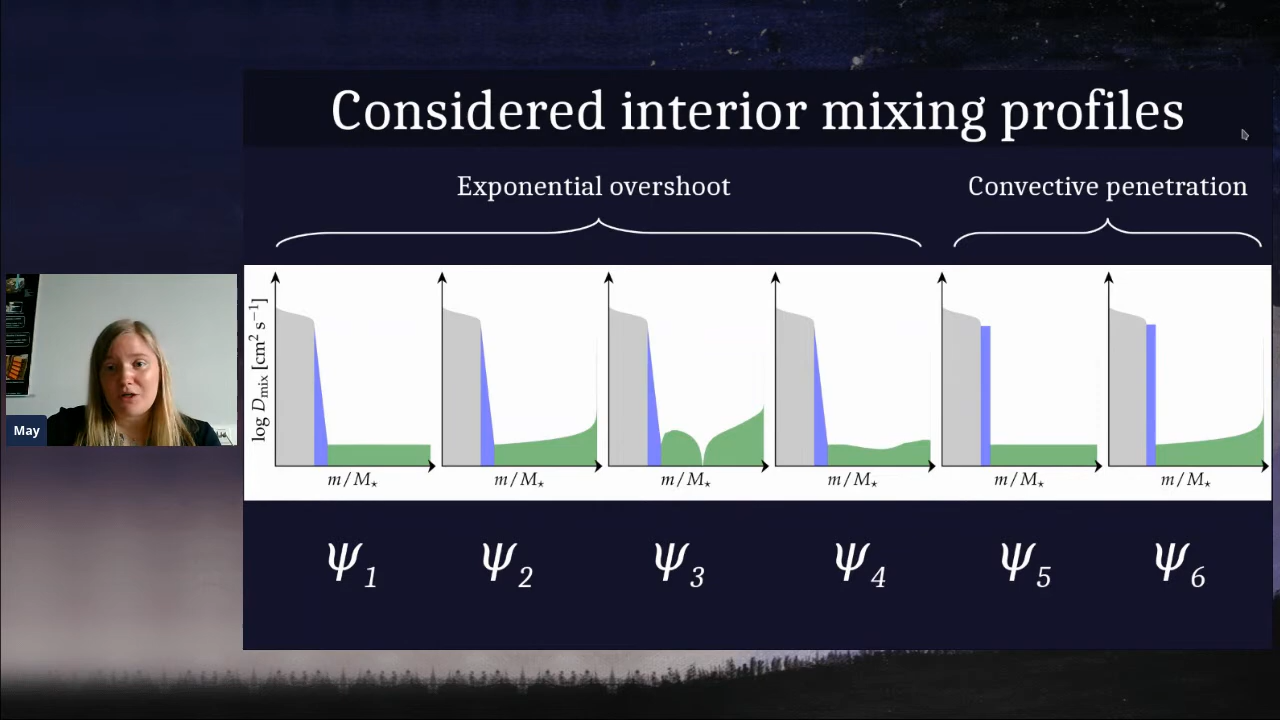 Considered interior mixing profiles
Exponential overshoot
Convective penetration
log D_mix [cm² s⁻¹]
m/M⋆
m/M⋆
m/M⋆
m/M⋆
m/M⋆
m/M⋆
ψ₁
ψ₂
ψ₃
ψ₄
ψ₅
ψ₆
May